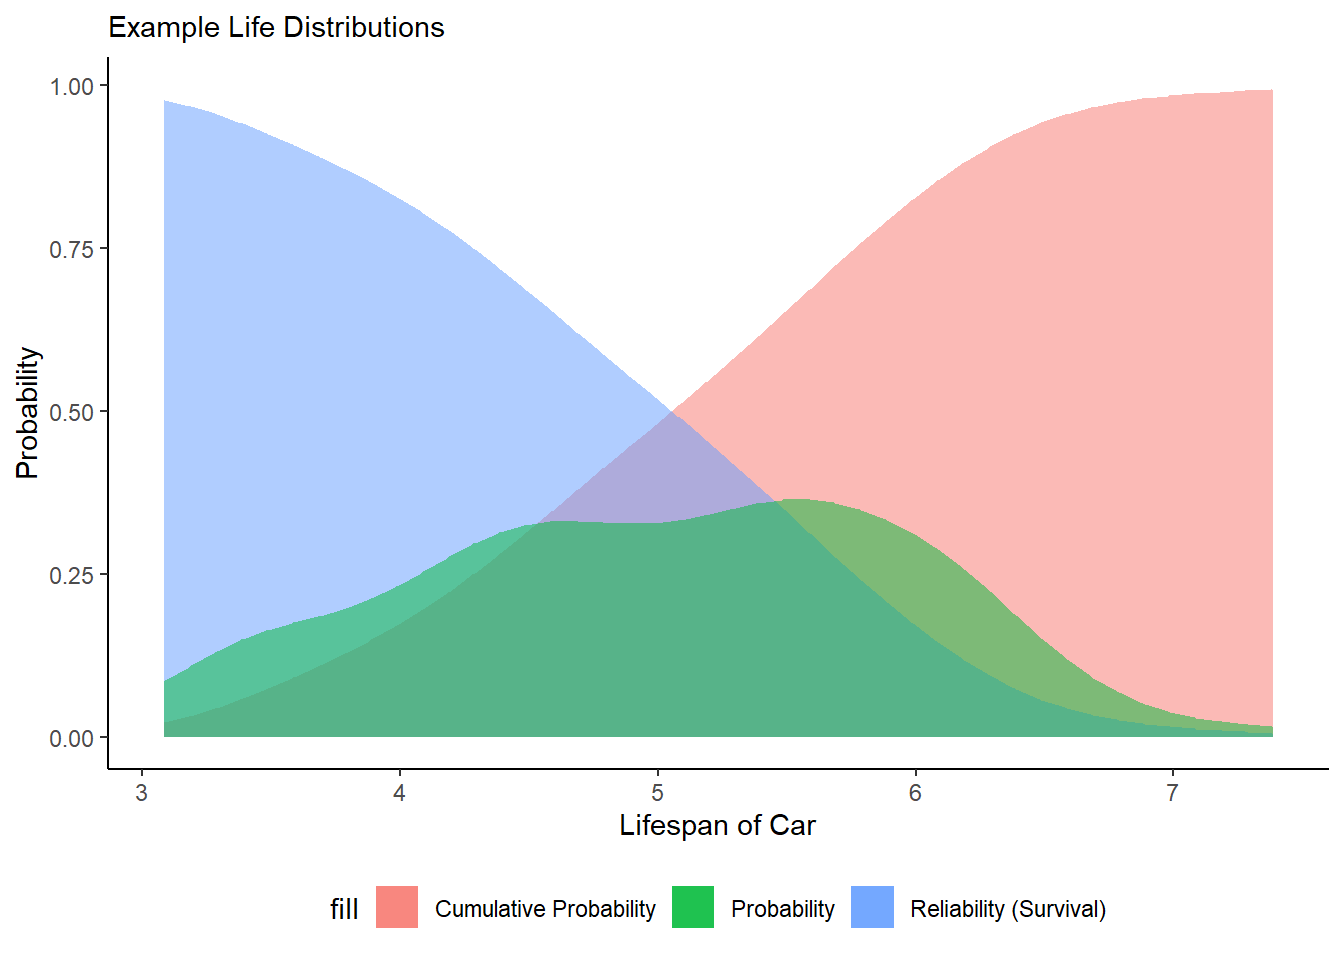 Example Life Distributions
1.00
0.75
0.50
0.25
0.00
Probability
3 4 5 6 7
Lifespan of Car
fill Cumulative Probability Probability Reliability (Survival)